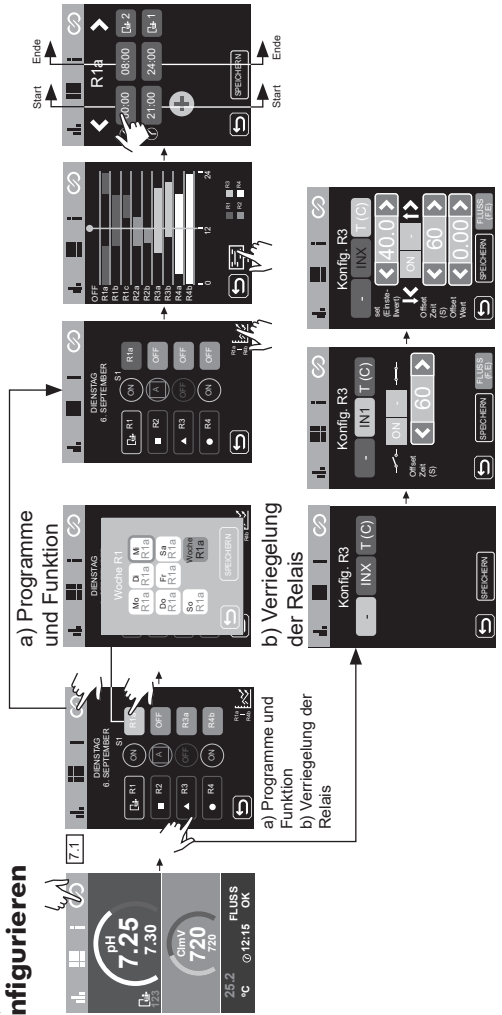 nfigurieren
7.1
pH
7.25
7.30
123
ClmV
720
720
25.2
°C
12:15
FLUSS
OK
DIENSTAG
6. SEPTEMBER
S1
R1
ON
R1
R2
A
OFF
R3
OFF
R3a
R4
ON
R4b
R1a
R4b
a) Programme und
Funktion
b) Verriegelung der
Relais
a) Programme
und Funktion
DIENSTAG
Woche R1
Mo
R1a
Di
R1a
Mi
R1a
Do
R1a
Fr
R1a
Sa
R1a
So
R1a
Woche
R1a
SPEICHERN
DIENSTAG
6. SEPTEMBER
S1
R1
ON
R1a
R2
A
OFF
R3
OFF
OFF
R4
ON
OFF
R1a
R4b
OFF
R1a
R1b
R1c
R2a
R2b
R3a
R3b
R4a
R4b
0
12
24
R1
R2
R3
R4
Start
Ende
R1a
00:00
08:00
2
21:00
24:00
1
SPEICHERN
Start
Ende
b) Verriegelung
der Relais
Konfig. R3
-
INX
T (C)
SPEICHERN
Konfig. R3
-
IN1
T (C)
ON
-
Offset
Zeit
(S)
60
SPEICHERN
FLUSS
(F.E)
Konfig. R3
-
INX
T (C)
set
(Einste-
llwert)
40.0
ON
-
Offset
Zeit
(S)
60
Offset
Wert
0.00
SPEICHERN
FLUSS
(F.E)